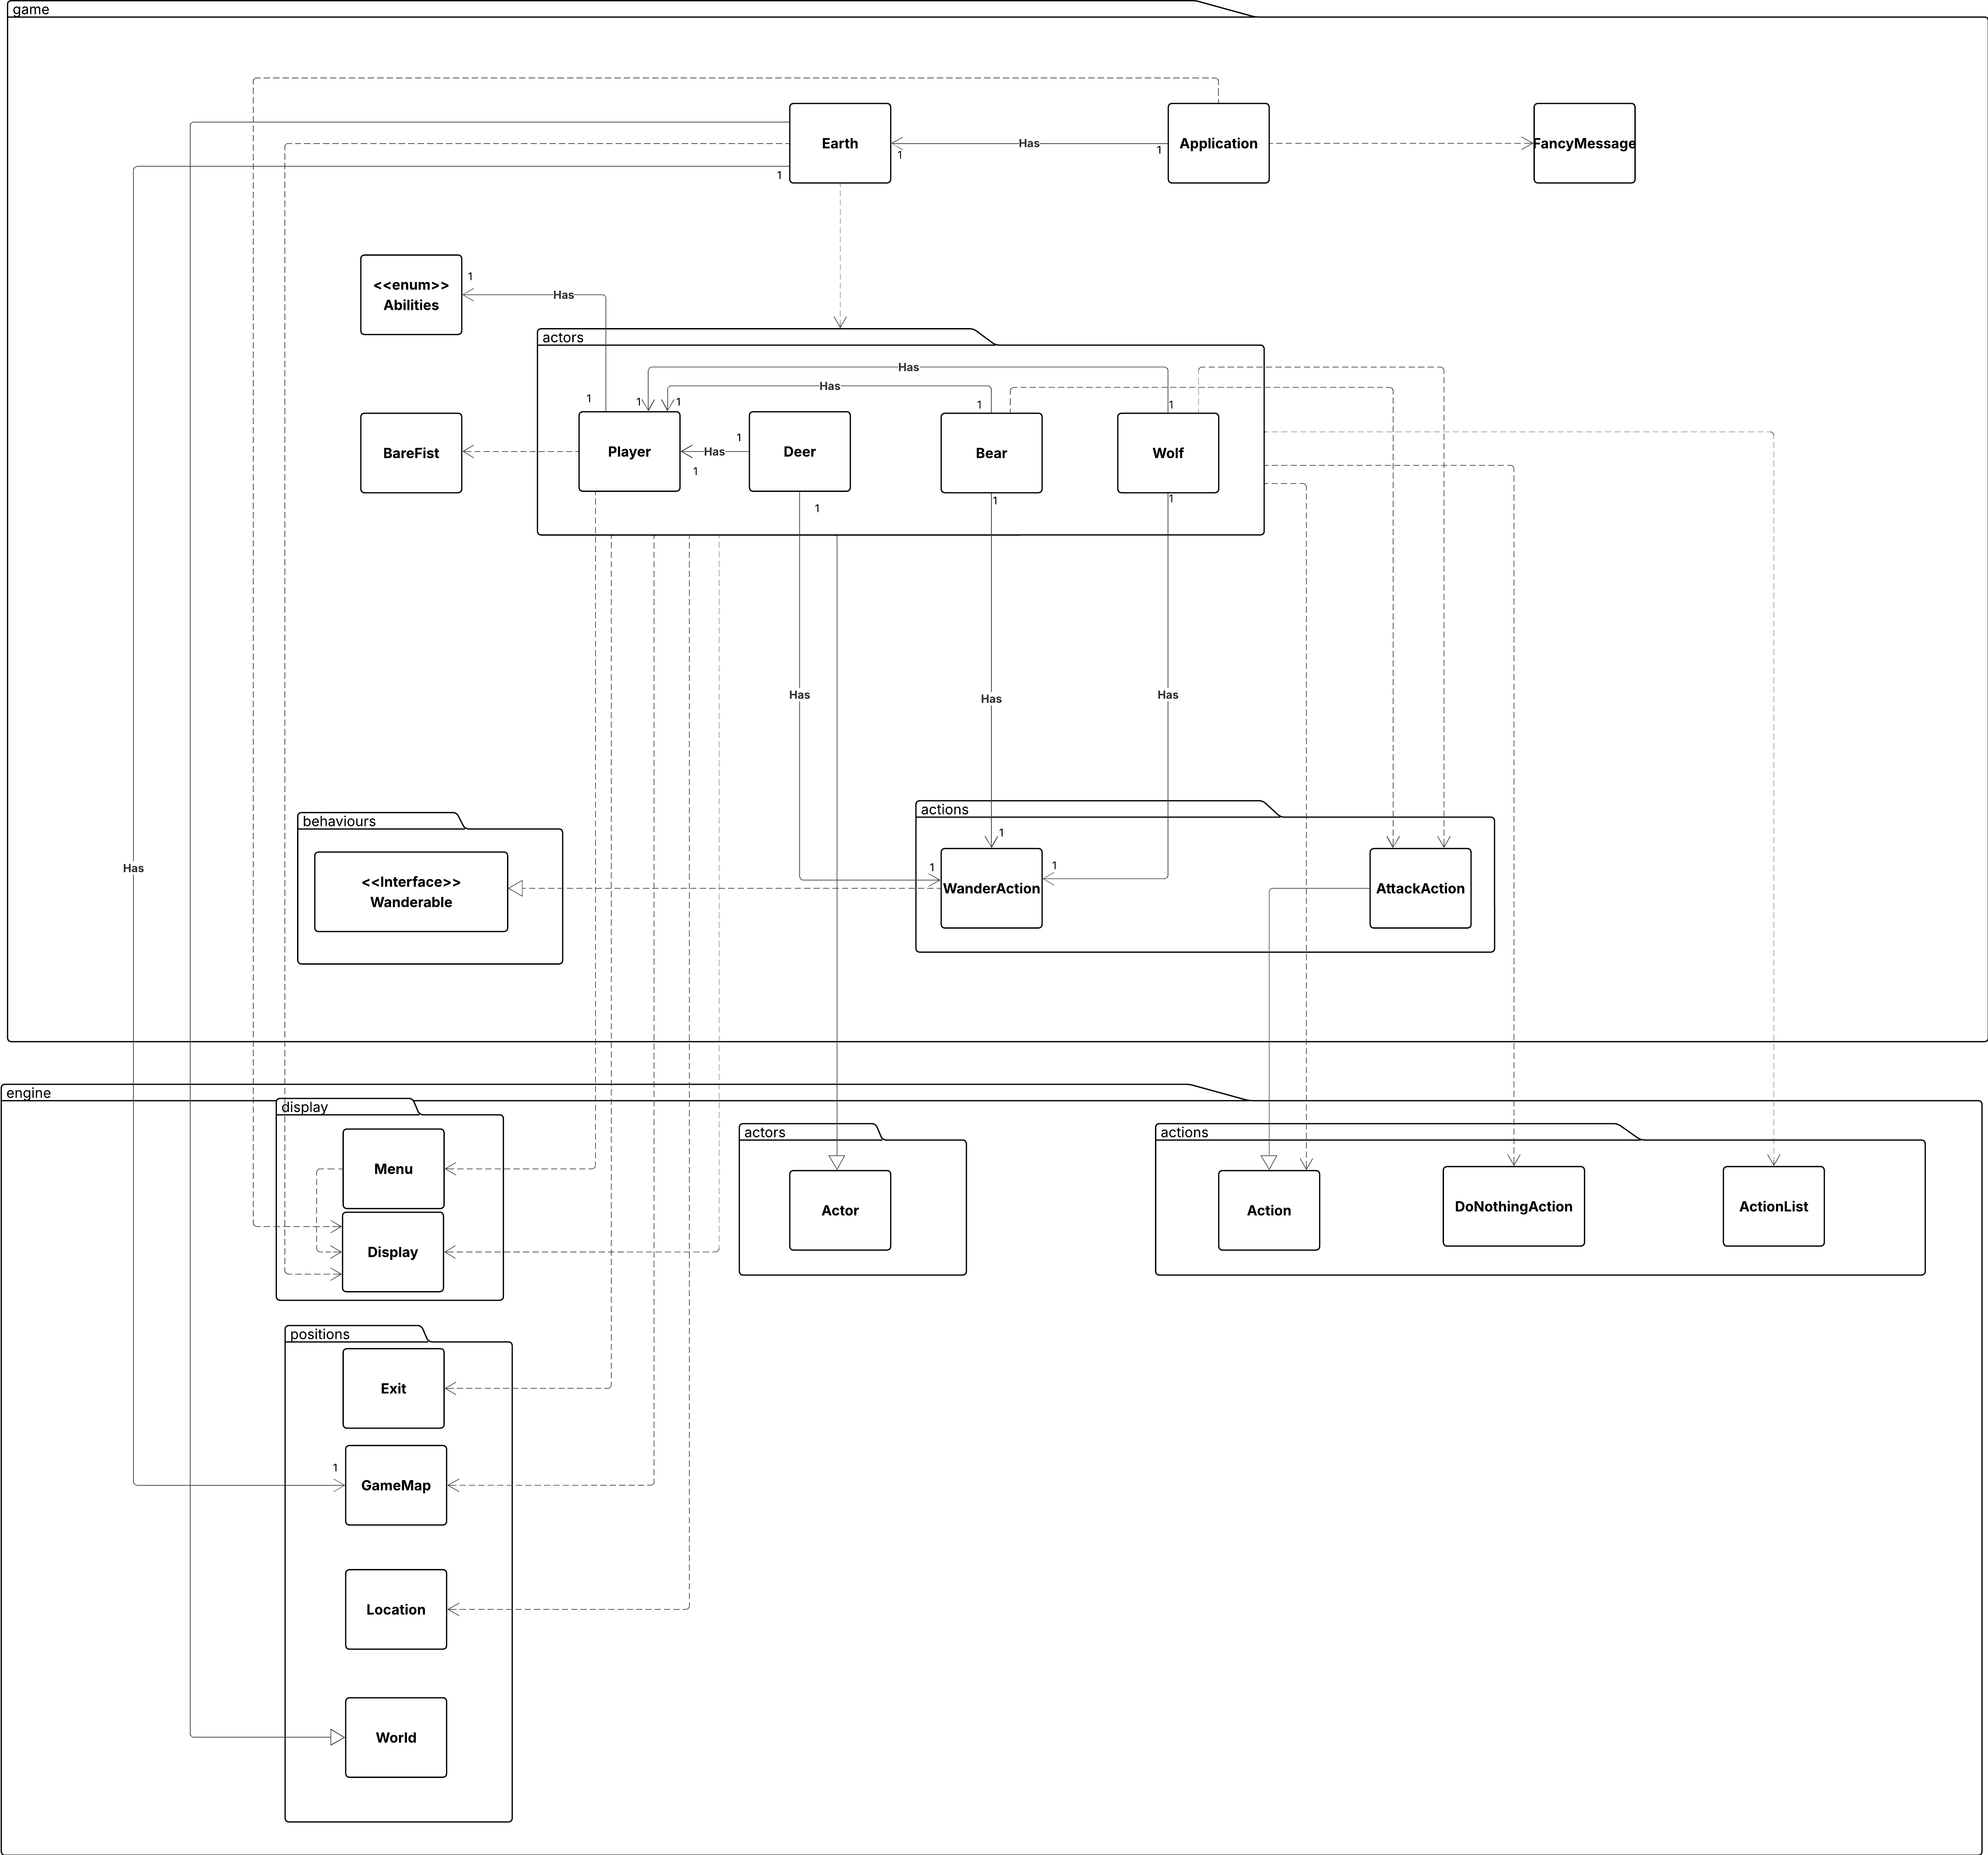 game
Earth
Has
1
1
Application
FancyMessage
1
<<enum>>
Abilities
1
Has
actors
Has
Has
1
1
1
1
1
BareFist
Player
Has
1
1
Deer
Bear
Wolf
1
1
1
Has
Has
Has
actions
behaviours
1
1
1
Has
<<Interface>>
Wanderable
WanderAction
AttackAction
engine
display
Menu
Display
actors
Actor
actions
Action
DoNothingAction
ActionList
positions
Exit
1
GameMap
Location
World